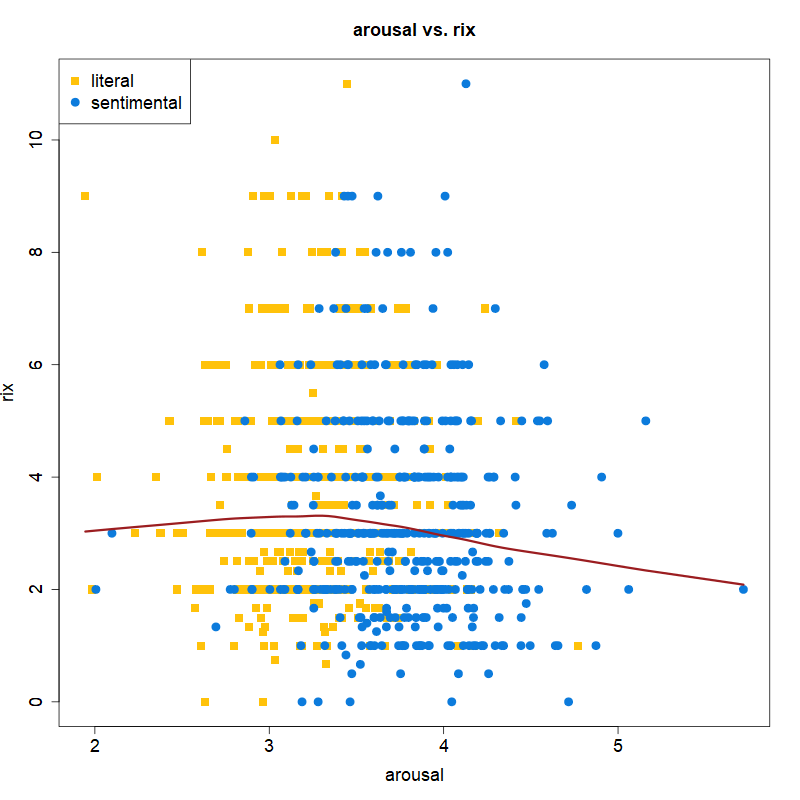 arousal vs. rix
literal
sentimental
10
8
6
4
2
0
rix
2 3 4 5
arousal